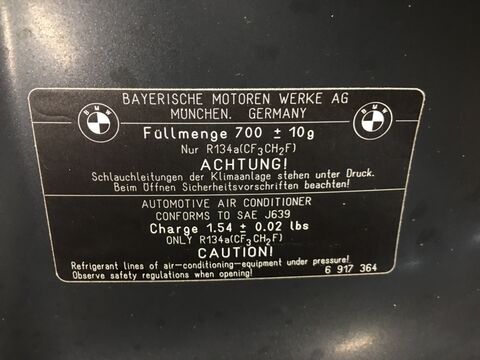 BAYERISCHE MOTOREN WERKE AG
MÜNCHEN. GERMANY
BMW
BMW
Füllmenge 700 ± 10g
Nur R134a(CF3CH2F)
ACHTUNG!
Schlauchleitungen der Klimaanlage stehen unter Druck.
Beim Öffnen Sicherheitsvorschriften beachten!
AUTOMOTIVE AIR CONDITIONER
CONFORMS TO SAE J639
Charge 1.54 ± 0.02 lbs
ONLY R134a(CF3CH2F)
CAUTION!
Refrigerant lines of air-conditioning-equipment under pressure!
Observe safety regulations when opening!
6 917 364